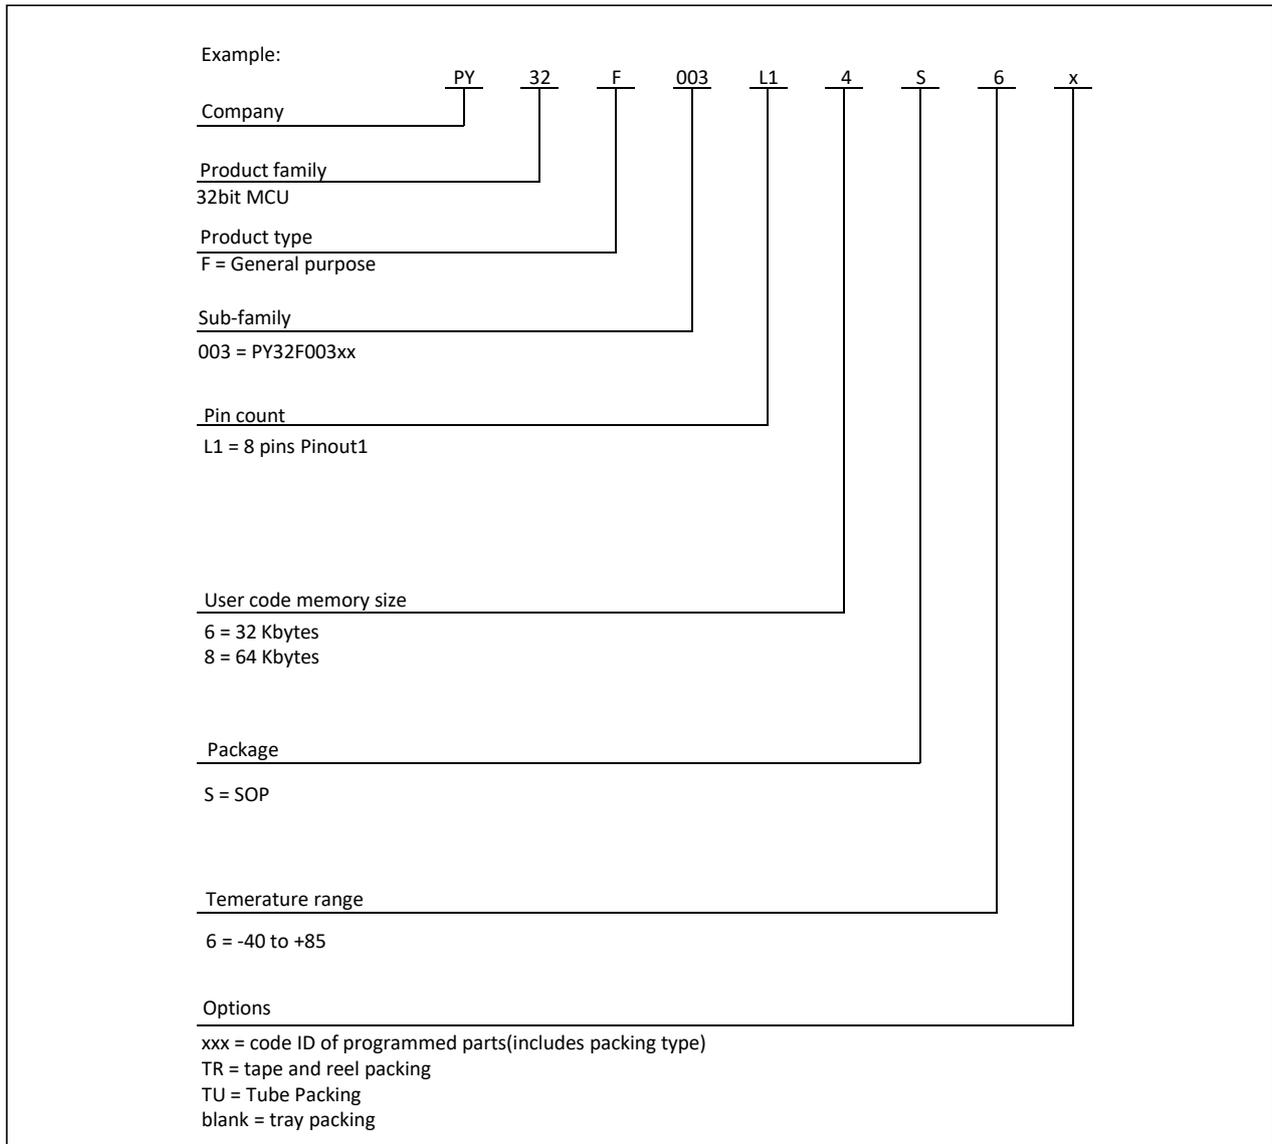 Example:
PY 32 F 003 L1 4 S 6 x
Company
Product family
32bit MCU
Product type
F = General purpose
Sub-family
003 = PY32F003xx
Pin count
L1 = 8 pins Pinout1
User code memory size
6 = 32 Kbytes
8 = 64 Kbytes
Package
S = SOP
Temerature range
6 = -40 to +85
Options
xxx = code ID of programmed parts(includes packing type)
TR = tape and reel packing
TU = Tube Packing
blank = tray packing